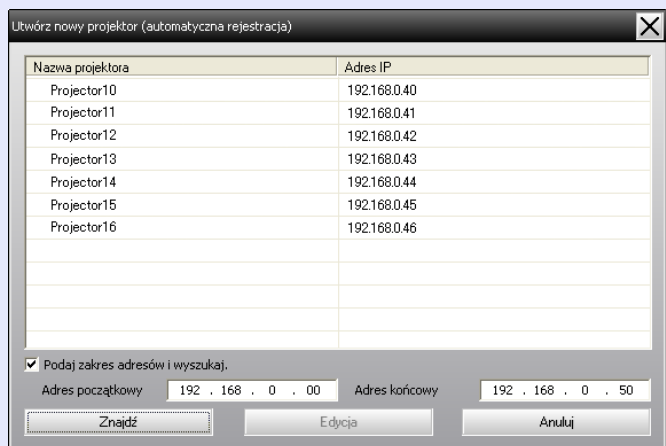 Utwórz nowy projektor (automatyczna rejestracja)
Nazwa projektora Adres IP
Projector10 192.168.0.40
Projector11 192.168.0.41
Projector12 192.168.0.42
Projector13 192.168.0.43
Projector14 192.168.0.44
Projector15 192.168.0.45
Projector16 192.168.0.46
Podaj zakres adresów i wyszukaj.
Adres początkowy 192 . 168 . 0 . 00 Adres końcowy 192 . 168 . 0 . 50
Znajdź Edycja Anuluj